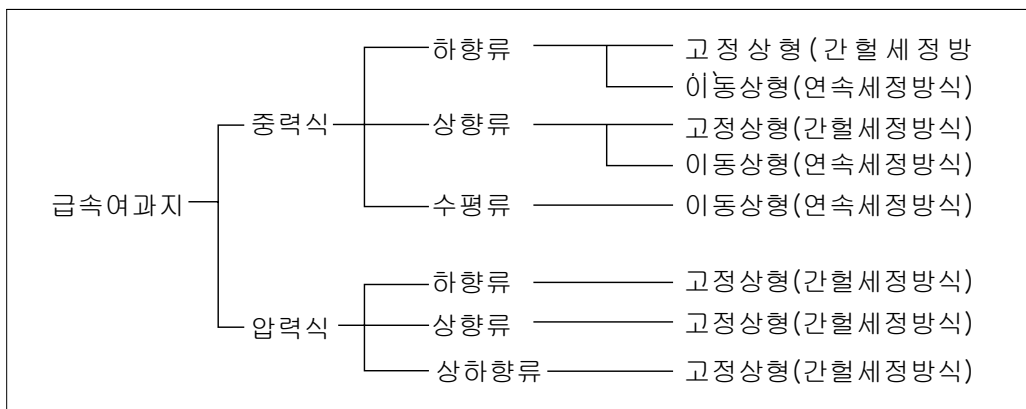 하향류 고정상형(간헐세정방
이동상형(연속세정방식)
중력식 상향류 고정상형(간헐세정방식)
이동상형(연속세정방식)
급속여과지 수평류 이동상형(연속세정방식)
하향류 고정상형(간헐세정방식)
압력식 상향류 고정상형(간헐세정방식)
상하향류 고정상형(간헐세정방식)